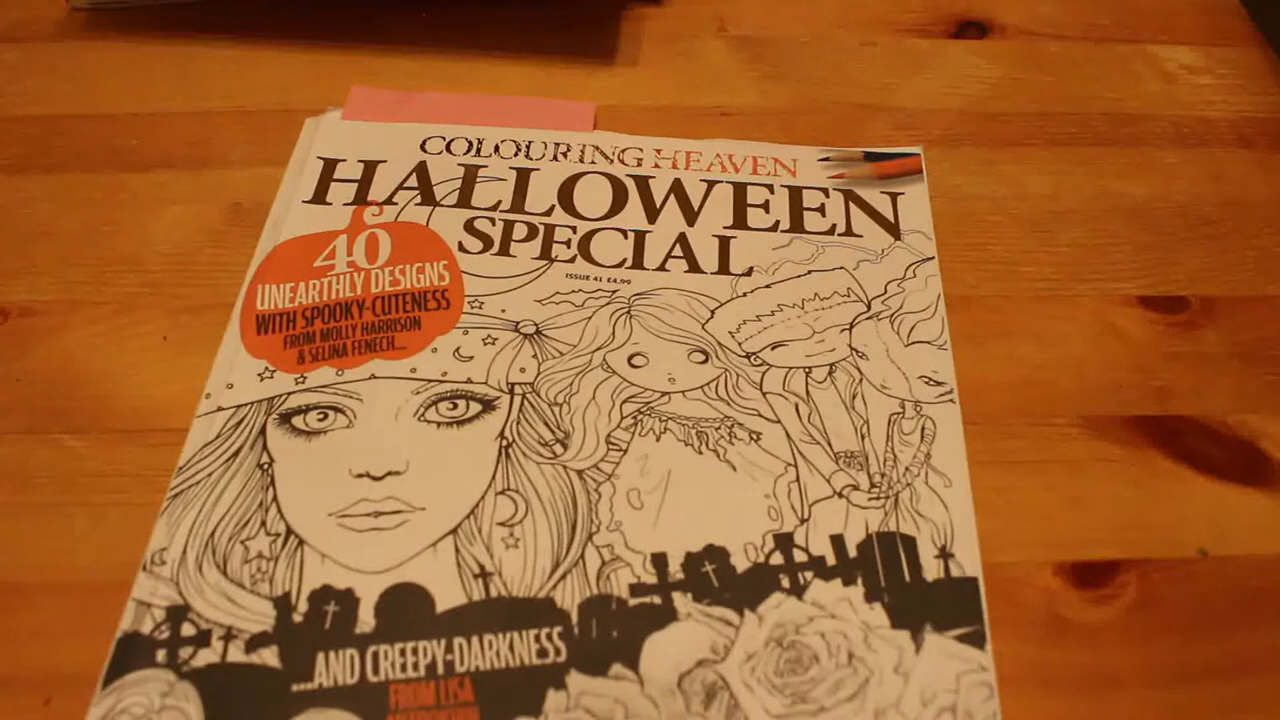 COLOURING HEAVEN
HALLOWEEN
SPECIAL
ISSUE 41 £4.99
40
UNEARTHLY DESIGNS
WITH SPOOKY-CUTENESS
FROM MOLLY HARRISON
& SELINA FENECH...
...AND CREEPY-DARKNESS
FROM LISA